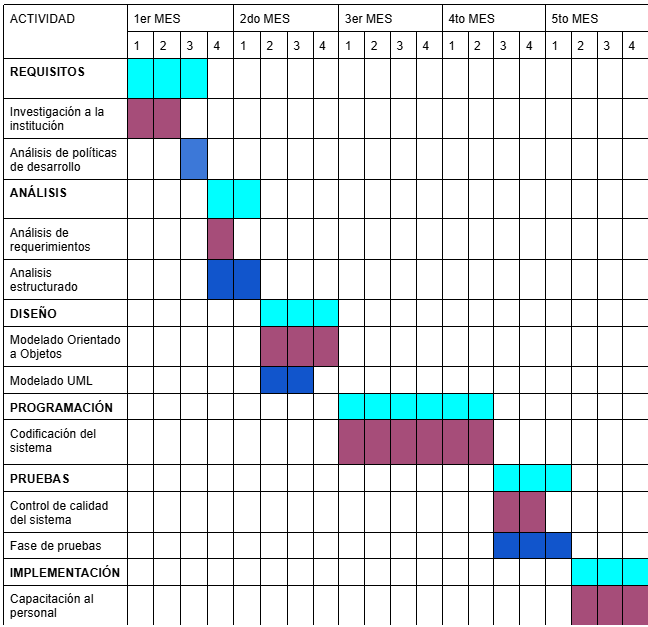 ACTIVIDAD 1er MES 2do MES 3er MES 4to MES 5to MES
1 2 3 4 1 2 3 4 1 2 3 4 1 2 3 4 1 2 3 4
REQUISITOS
Investigación a la
institución
Análisis de políticas
de desarrollo
ANÁLISIS
Análisis de
requerimientos
Analisis
estructurado
DISEÑO
Modelado Orientado
a Objetos
Modelado UML
PROGRAMACIÓN
Codificación del
sistema
PRUEBAS
Control de calidad
del sistema
Fase de pruebas
IMPLEMENTACIÓN
Capacitación al
personal